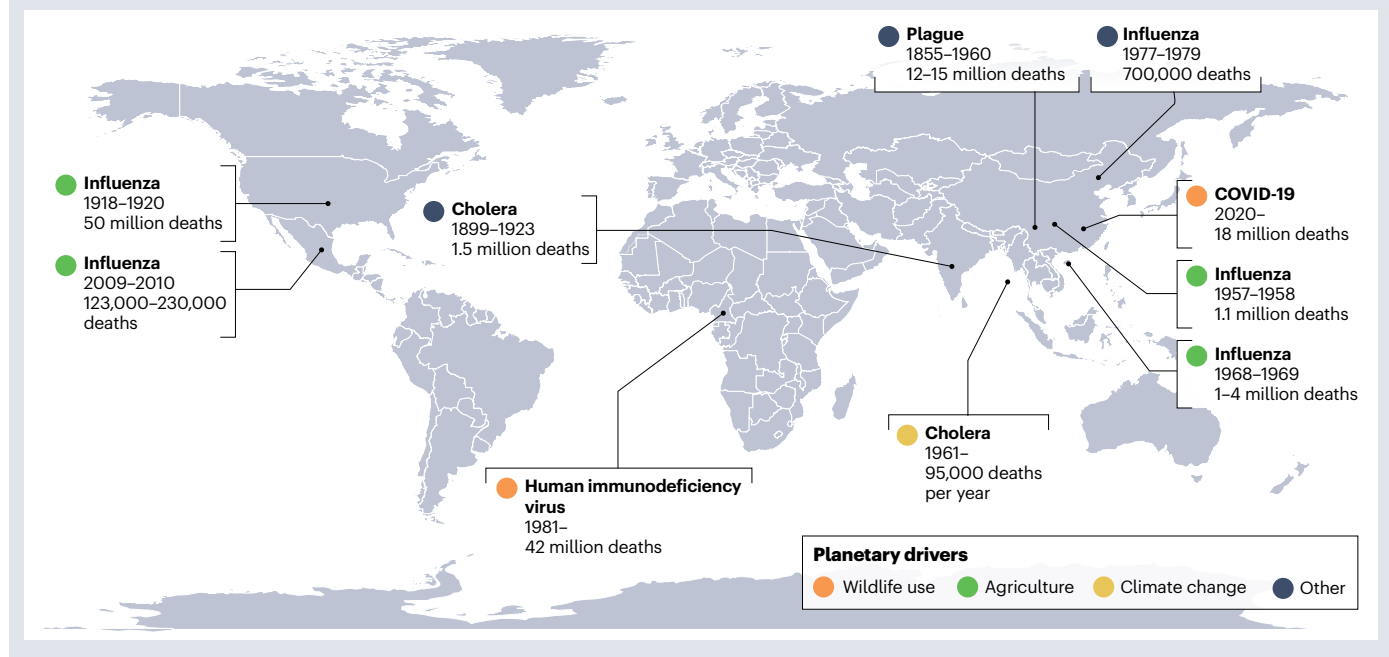 Plague
1855–1960
12–15 million deaths
Influenza
1977–1979
700,000 deaths
Influenza
1918–1920
50 million deaths
Cholera
1899–1923
1.5 million deaths
COVID-19
2020–
18 million deaths
Influenza
2009–2010
123,000–230,000
deaths
Influenza
1957–1958
1.1 million deaths
Influenza
1968–1969
1–4 million deaths
Cholera
1961–
95,000 deaths
per year
Human immunodeficiency
virus
1981–
42 million deaths
Planetary drivers
Wildlife use
Agriculture
Climate change
Other